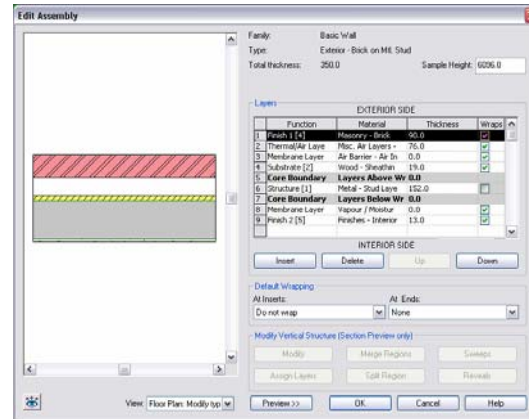 Edit Assembly
Family: Basic Wall
Type: Exterior - Brick on Mtl. Stud
Total thickness: 350.0 Sample Height: 6096.0
Layers
EXTERIOR SIDE
Function Material Thickness Wraps
1 Finish 1 [4] Masonry - Brick 90.0
2 Thermal/Air Laye Misc. Air Layers - 76.0
3 Membrane Layer Air Barrier - Air In 0.0
4 Substrate [2] Wood - Sheathin 19.0
5 Core Boundary Layers Above Wr 0.0
6 Structure [1] Metal - Stud Laye 152.0
7 Core Boundary Layers Below Wr 0.0
8 Membrane Layer Vapour / Moistur 0.0
9 Finish 2 [5] Finishes - Interior 13.0
INTERIOR SIDE
Insert Delete Up Down
Default Wrapping
At Inserts: At Ends:
Do not wrap None
Modify Vertical Structure (Section Preview only)
Modify Merge Regions Sweeps
Assign Layers Split Region Reveals
View: Floor Plan: Modify typ Preview >> OK Cancel Help